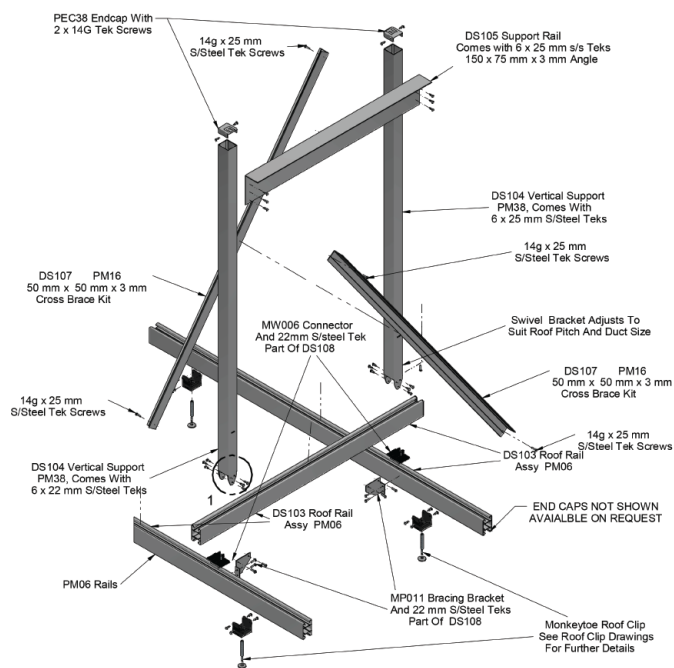 PEC38 Endcap With
2 x 14G Tek Screws
14g x 25 mm
S/Steel Tek Screws
DS105 Support Rail
Comes with 6 x 25 mm s/s Teks
150 x 75 mm x 3 mm Angle
DS104 Vertical Support
PM38, Comes With
6 x 25 mm S/Steel Teks
14g x 25 mm
S/Steel Tek Screws
DS107 PM16
50 mm x 50 mm x 3 mm
Cross Brace Kit
MW006 Connector
And 22mm S/steel Tek
Part Of DS108
Swivel Bracket Adjusts To
Suit Roof Pitch And Duct Size
DS107 PM16
50 mm x 50 mm x 3 mm
Cross Brace Kit
14g x 25 mm
S/Steel Tek Screws
14g x 25 mm
S/Steel Tek Screws
DS103 Roof Rail
Assy PM06
DS104 Vertical Support
PM38, Comes With
6 x 22 mm S/Steel Teks
1
DS103 Roof Rail
Assy PM06
END CAPS NOT SHOWN
AVAIALBLE ON REQUEST
PM06 Rails
MP011 Bracing Bracket
And 22 mm S/Steel Teks
Part Of DS108
Monkeytoe Roof Clip
See Roof Clip Drawings
For Further Details